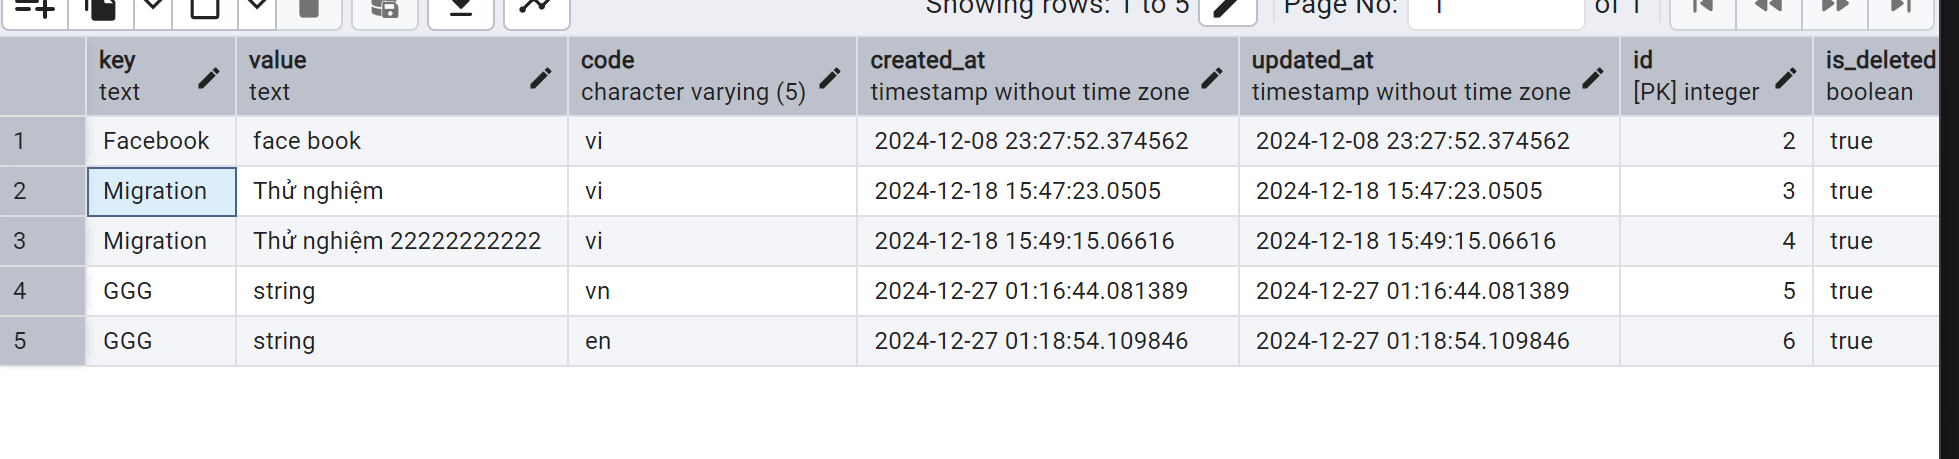 Showing rows: 1 to 5 Page No: 1 of 1
key value code created_at updated_at id is_deleted
text text character varying (5) timestamp without time zone timestamp without time zone [PK] integer boolean
1 Facebook face book vi 2024-12-08 23:27:52.374562 2024-12-08 23:27:52.374562 2 true
2 Migration Thử nghiệm vi 2024-12-18 15:47:23.0505 2024-12-18 15:47:23.0505 3 true
3 Migration Thử nghiệm 22222222222 vi 2024-12-18 15:49:15.06616 2024-12-18 15:49:15.06616 4 true
4 GGG string vn 2024-12-27 01:16:44.081389 2024-12-27 01:16:44.081389 5 true
5 GGG string en 2024-12-27 01:18:54.109846 2024-12-27 01:18:54.109846 6 true